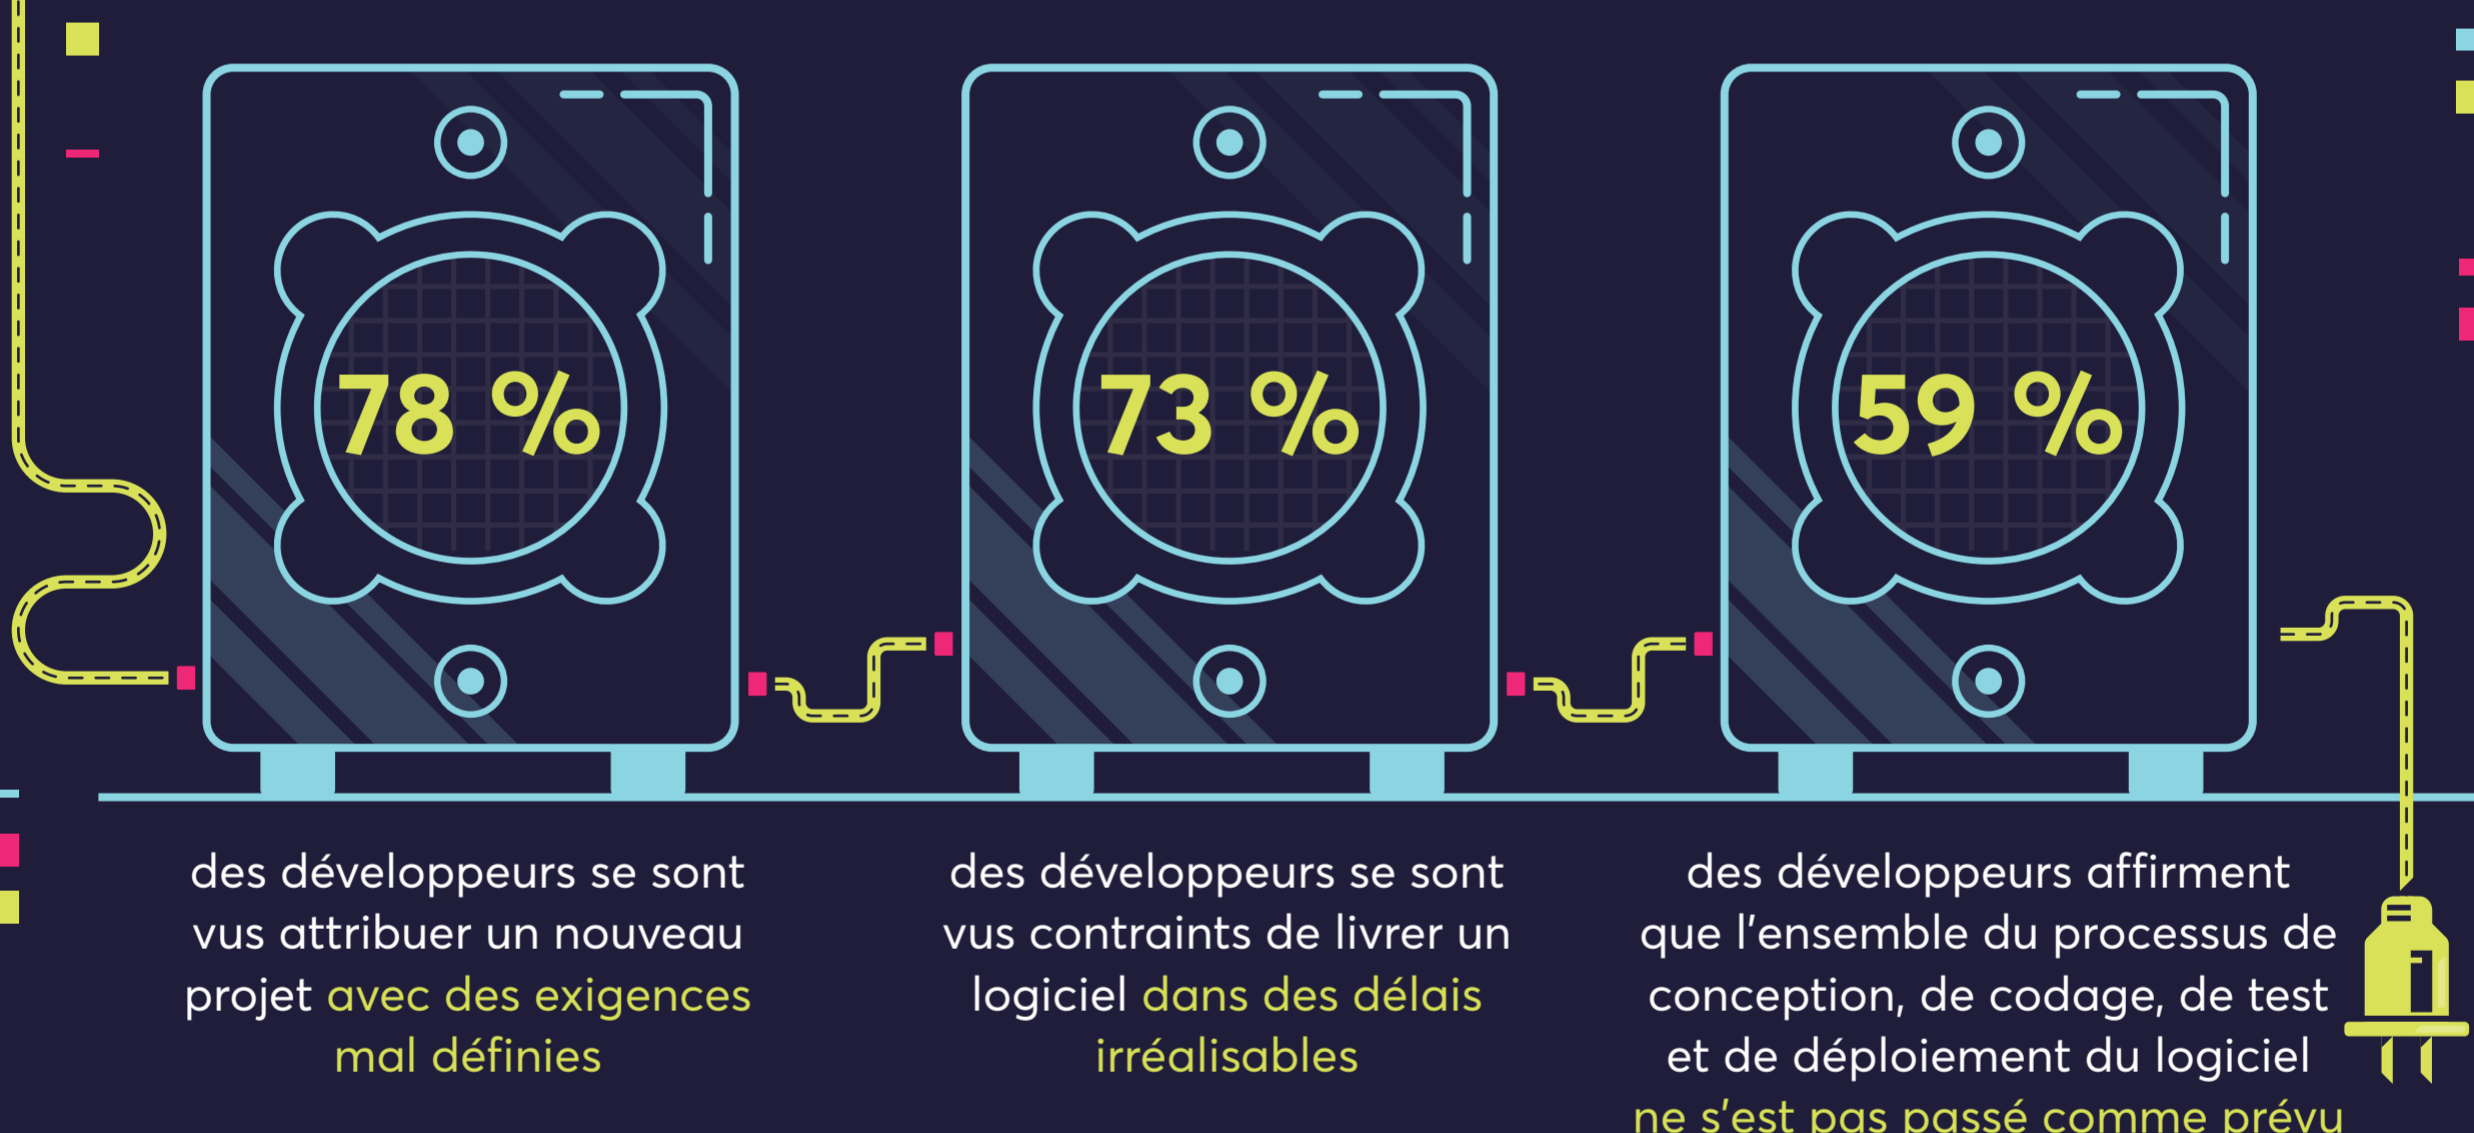 78 %
des développeurs se sont
vus attribuer un nouveau
projet avec des exigences
mal définies
73 %
des développeurs se sont
vus contraints de livrer un
logiciel dans des délais
irréalisables
59 %
des développeurs affirment
que l'ensemble du processus de
conception, de codage, de test
et de déploiement du logiciel
ne s'est pas passé comme prévu